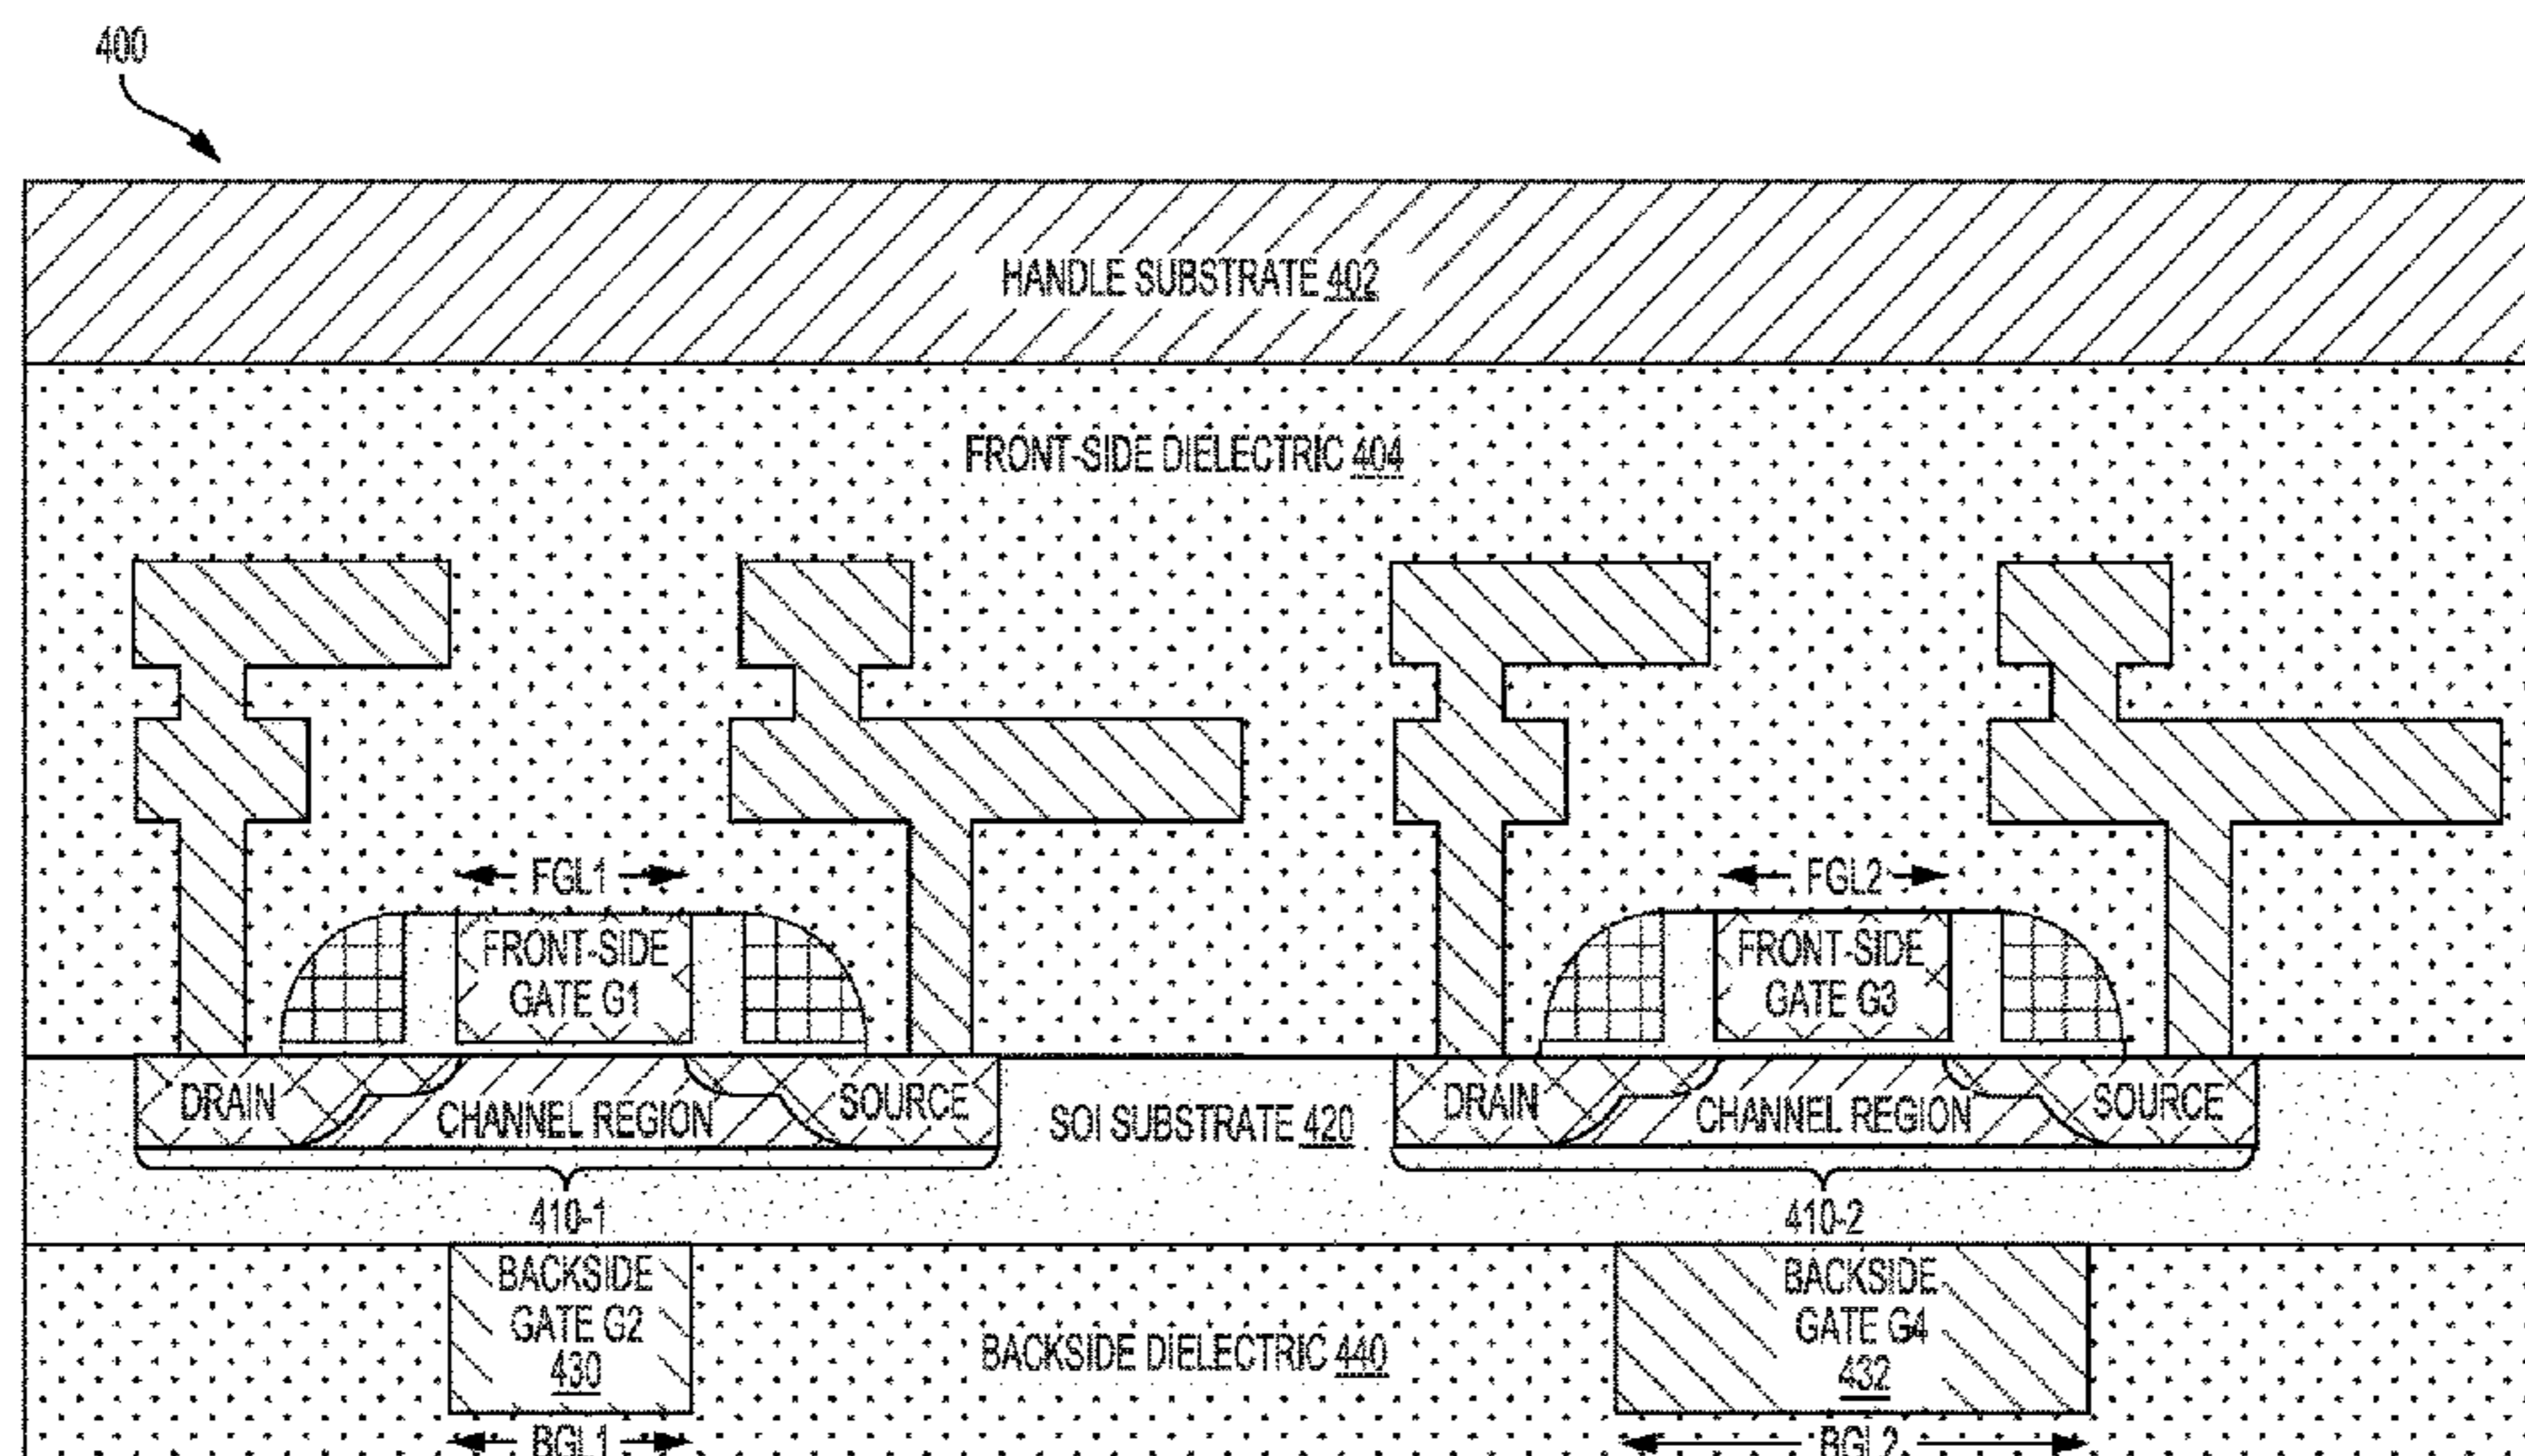 400
HANDLE SUBSTRATE 402
FRONT-SIDE DIELECTRIC 404
FGL1
FGL2
FRONT-SIDE
GATE G1
FRONT-SIDE
GATE G3
DRAIN
CHANNEL REGION
SOURCE
SOI SUBSTRATE 420
DRAIN
CHANNEL REGION
SOURCE
410-1
410-2
BACKSIDE
GATE G2
430
BACKSIDE DIELECTRIC 440
BACKSIDE
GATE G4
432
BGL1
BGL2